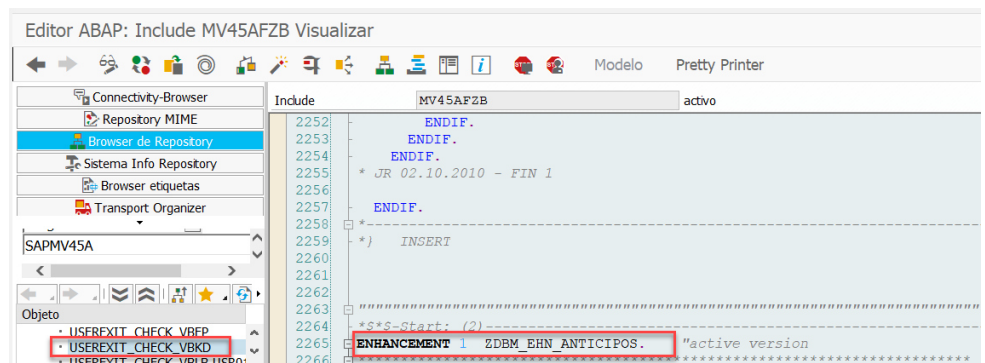 Editor ABAP: Include MV45AFZB Visualizar
Modelo Pretty Printer
Connectivity-Browser
Repository MIME
Browser de Repository
Sistema Info Repository
Browser etiquetas
Transport Organizer
SAPMV45A
Objeto
USEREXIT_CHECK_VBEP
USEREXIT_CHECK_VBKD
Include MV45AFZB activo
2252 ENDIF.
2253 ENDIF.
2254 ENDIF.
2255 * JR 02.10.2010 - FIN 1
2256
2257 ENDIF.
2258 *----------------------------------------------------------------------
2259 *} INSERT
2260
2261
2262
2263 """"""""""""""""""""""""""""""""""""""""""""""""""""""""""""""""""""""
2264 *$*$-Start: (2)--------------------------------------------------------
2265 ENHANCEMENT 1 ZDBM_EHN_ANTICIPOS. "active version
2266 **********************************************************************